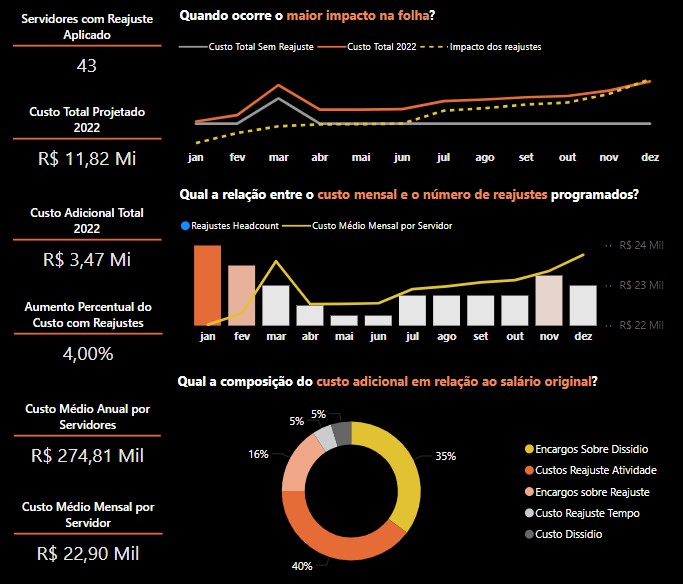 Servidores com Reajuste
Aplicado
43
Custo Total Projetado
2022
R$ 11,82 Mi
Custo Adicional Total
2022
R$ 3,47 Mi
Aumento Percentual do
Custo com Reajustes
4,00%
Custo Médio Anual por
Servidores
R$ 274,81 Mil
Custo Médio Mensal por
Servidor
R$ 22,90 Mil
Quando ocorre o maior impacto na folha?
Custo Total Sem Reajuste Custo Total 2022 Impacto dos reajustes
jan fev mar abr mai jun jul ago set out nov dez
Qual a relação entre o custo mensal e o número de reajustes programados?
Reajustes Headcount Custo Médio Mensal por Servidor
R$ 24 Mil
R$ 23 Mil
R$ 22 Mil
jan fev mar abr mai jun jul ago set out nov dez
Qual a composição do custo adicional em relação ao salário original?
5%
5%
16%
35%
40%
Encargos Sobre Dissidio
Custos Reajuste Atividade
Encargos sobre Reajuste
Custo Reajuste Tempo
Custo Dissidio